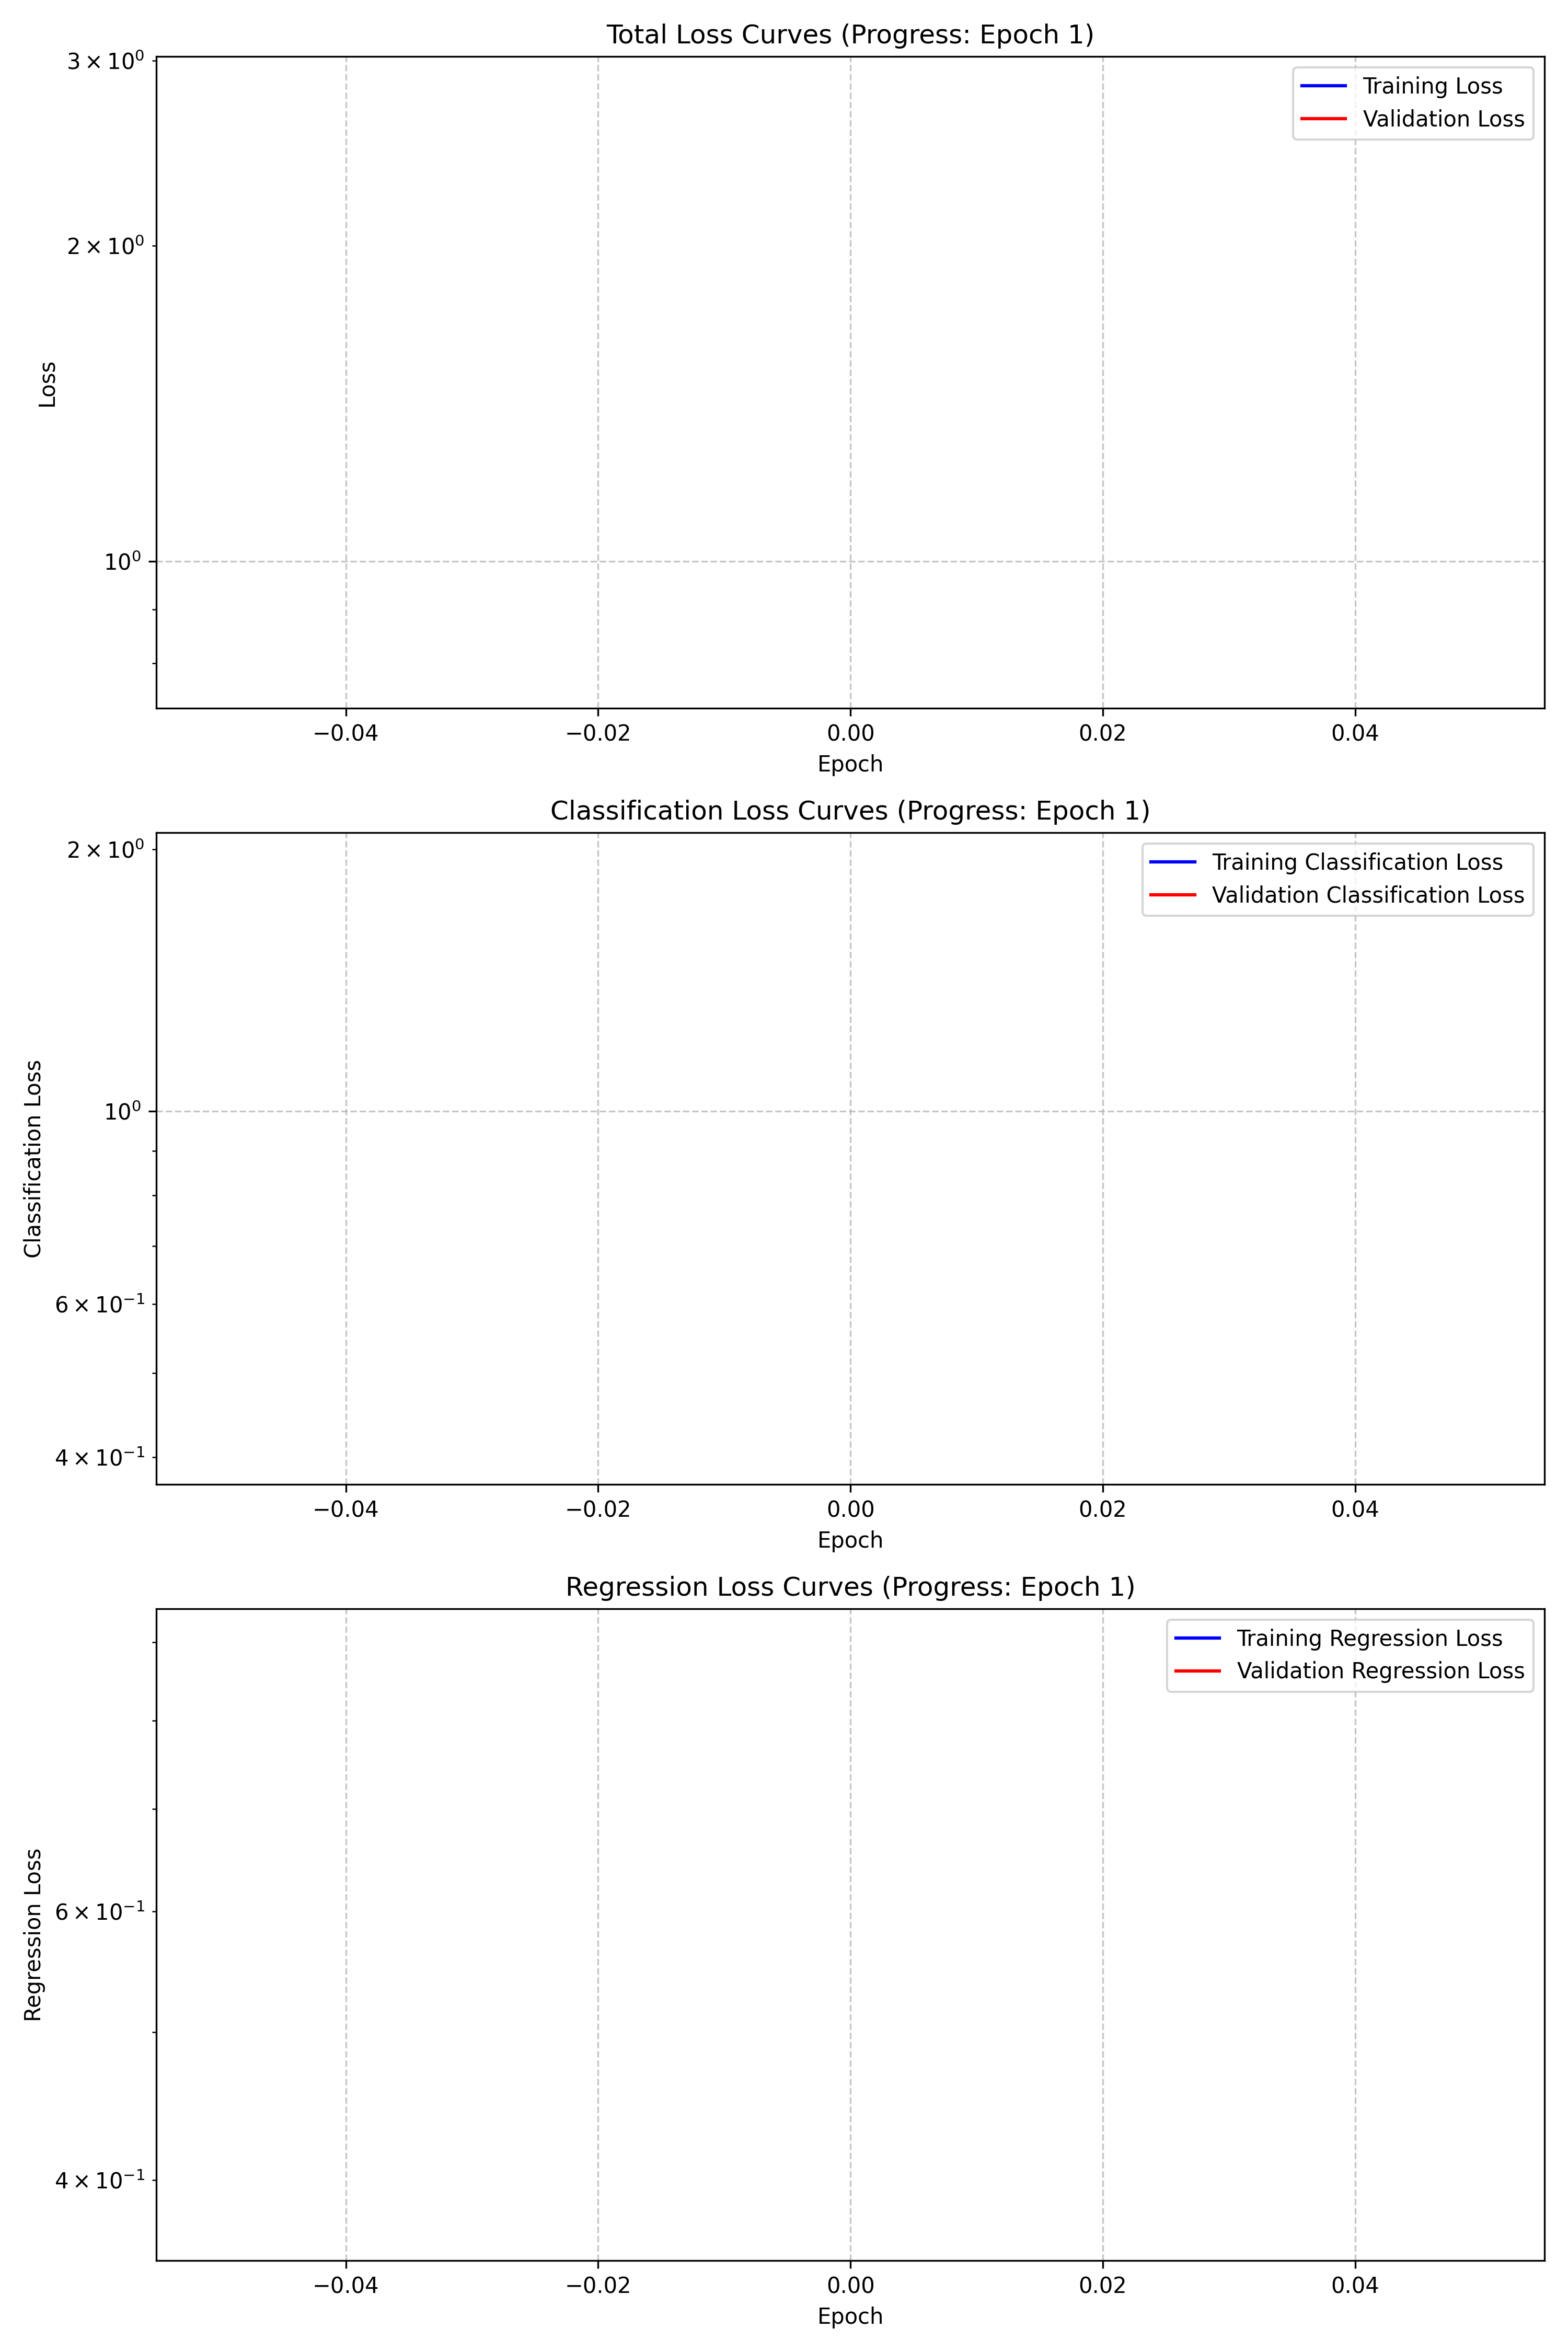 Total Loss Curves (Progress: Epoch 1)
3 × 10⁰
2 × 10⁰
10⁰
Loss
Training Loss
Validation Loss
−0.04 −0.02 0.00 0.02 0.04
Epoch
Classification Loss Curves (Progress: Epoch 1)
2 × 10⁰
10⁰
6 × 10⁻¹
4 × 10⁻¹
Classification Loss
Training Classification Loss
Validation Classification Loss
−0.04 −0.02 0.00 0.02 0.04
Epoch
Regression Loss Curves (Progress: Epoch 1)
6 × 10⁻¹
4 × 10⁻¹
Regression Loss
Training Regression Loss
Validation Regression Loss
−0.04 −0.02 0.00 0.02 0.04
Epoch